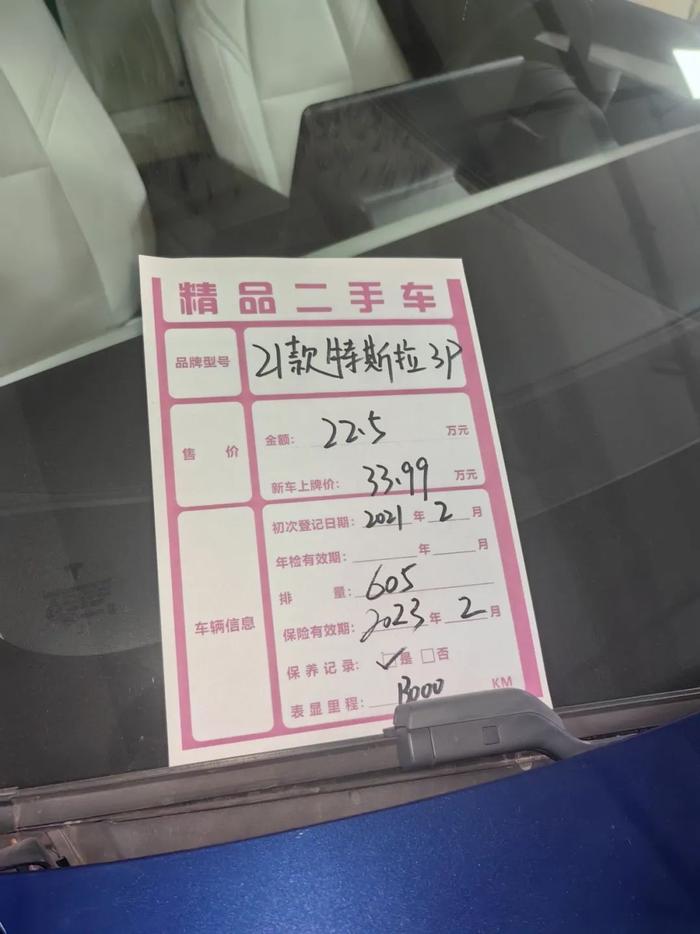 精品二手车
品牌型号 21款特斯拉3P
售价 金额: 22.5 万元
新车上牌价: 33.99 万元
车辆信息 初次登记日期: 2021 年 2 月
年检有效期: 年 月
排量: 605
保险有效期: 2023 年 2 月
保养记录: ☑是 □否
表显里程: 13000 KM